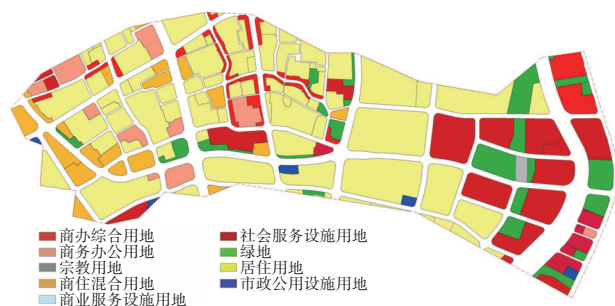 商办综合用地
商务办公用地
宗教用地
商住混合用地
商业服务设施用地
社会服务设施用地
绿地
居住用地
市政公用设施用地